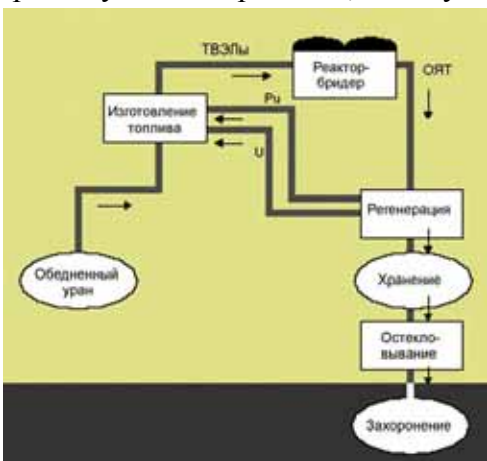 ТВЭЛы
Реактор-
бридер
ОЯТ
Изготовление
топлива
Pu
U
Регенерация
Обедненный
уран
Хранение
Остекло-
вывание
Захоронение